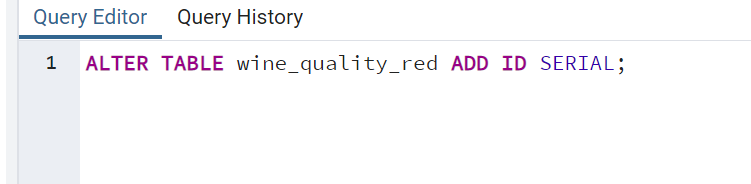 Query Editor Query History
1 ALTER TABLE wine_quality_red ADD ID SERIAL;